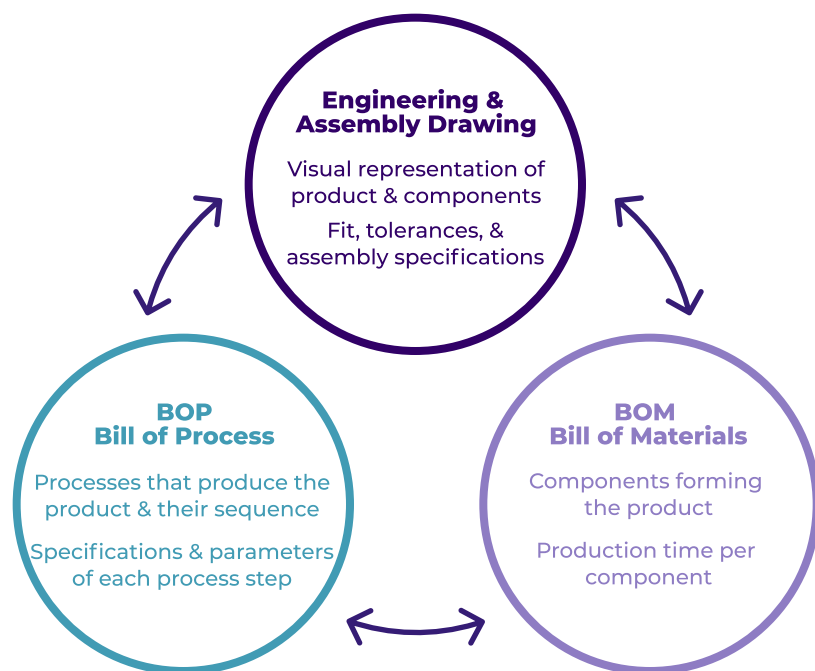 Engineering &
Assembly Drawing
Visual representation of
product & components
Fit, tolerances, &
assembly specifications
BOP
Bill of Process
Processes that produce the
product & their sequence
Specifications & parameters
of each process step
BOM
Bill of Materials
Components forming
the product
Production time per
component